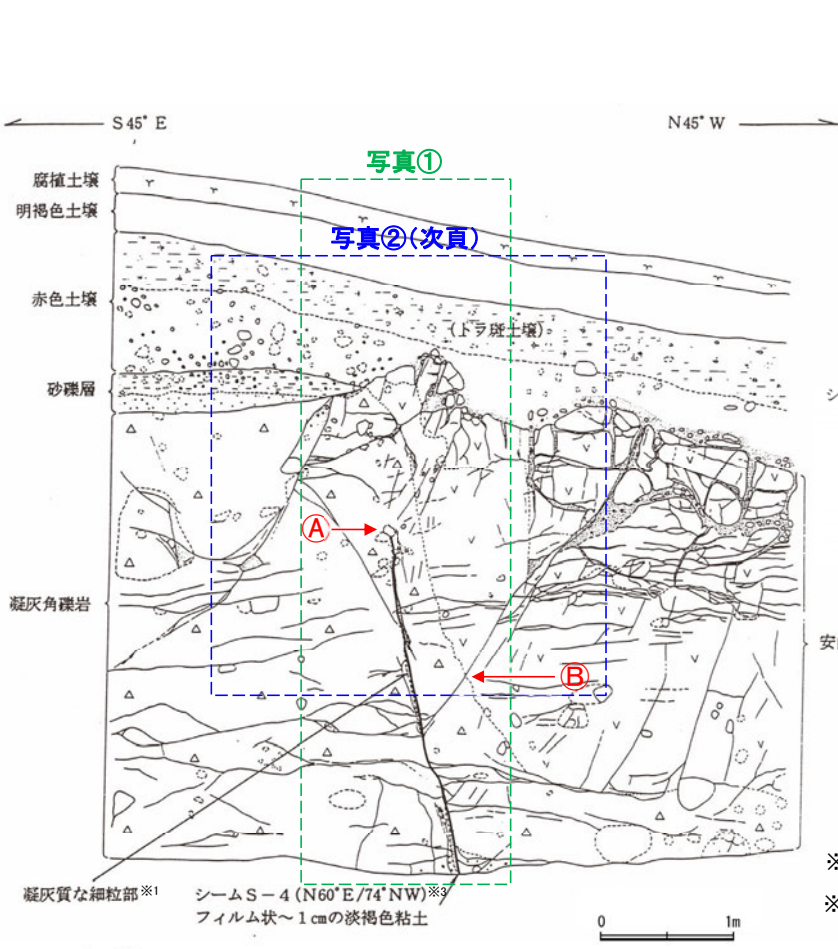 S45°E
N45°W
写真①
腐植土壌
明褐色土壌
写真②(次頁)
赤色土壌
(トラ斑土壌)
砂礫層
シ
Ⓐ
凝灰角礫岩
安
Ⓑ
※
凝灰質な細粒部※1
シームS-4(N60°E/74°NW)※3
※
フィルム状~1cmの淡褐色粘土
0
1m